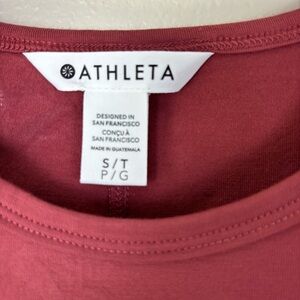 ATHLETA
DESIGNED IN
SAN FRANCISCO
CONÇU À
SAN FRANCISCO
MADE IN GUATEMALA
S/T
P/G